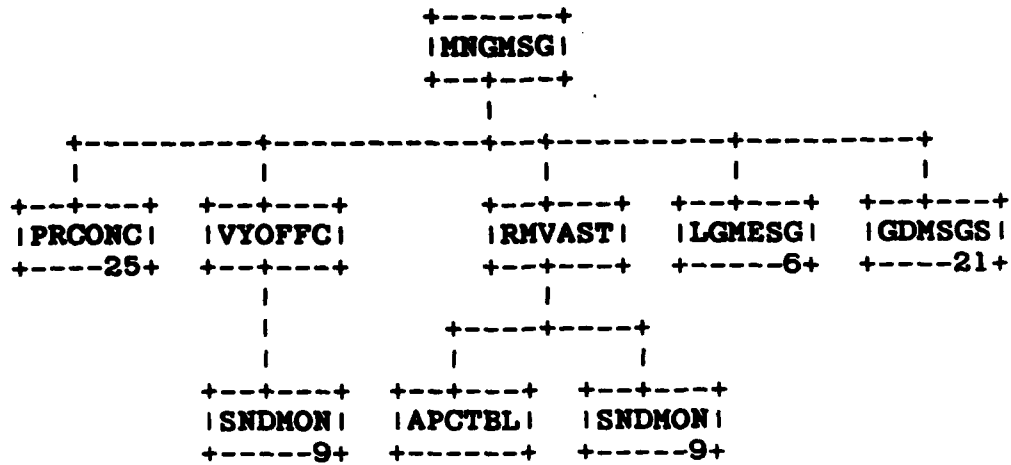 MNGMSG
PRCONC VYOFFC RMVAST LGMESG GDMSGS
25 6 21
SNDMON APCTBL SNDMON
9 9